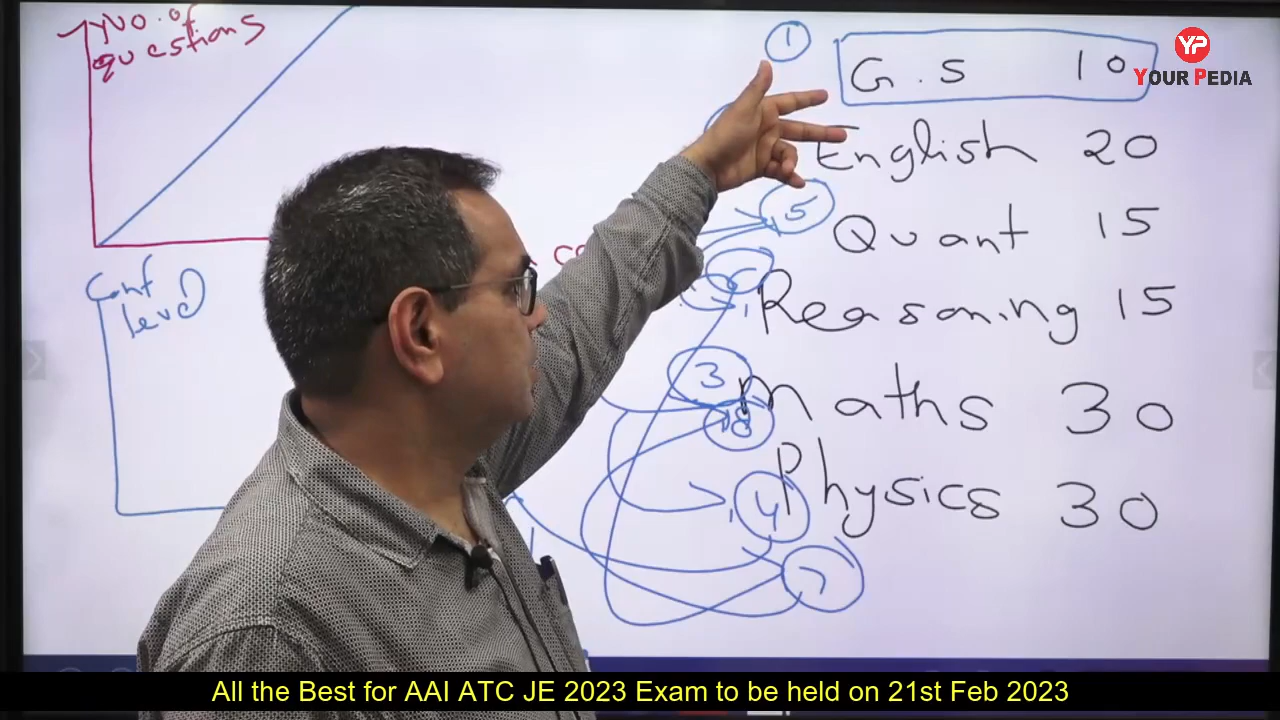 No. of
questions
1
G.S 10
YP
YOUR PEDIA
English 20
5
Quant 15
Conf
level
6
Reasoning 15
3
Maths 30
8
4
Physics 30
7
All the Best for AAI ATC JE 2023 Exam to be held on 21st Feb 2023